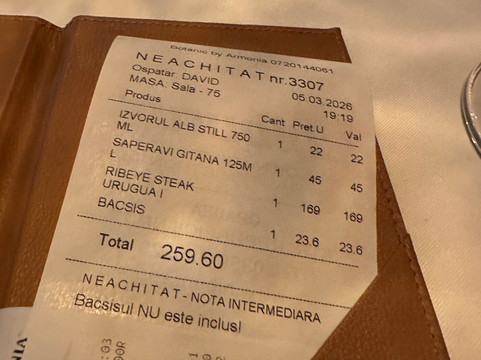 Botanic by Armonia 0720144061
NEACHITAT nr.3307
Ospatar: DAVID
05.03.2026
MASA: Sala - 75
19:19
Produs Cant Pret.U Val
IZVORUL ALB STILL 750 ML 1 22 22
SAPERAVI GITANA 125M L 1 45 45
RIBEYE STEAK URUGUA I 1 169 169
BACSIS 1 23.6 23.6
Total 259.60
NEACHITAT - NOTA INTERMEDIARA
Bacsisul NU este inclus!